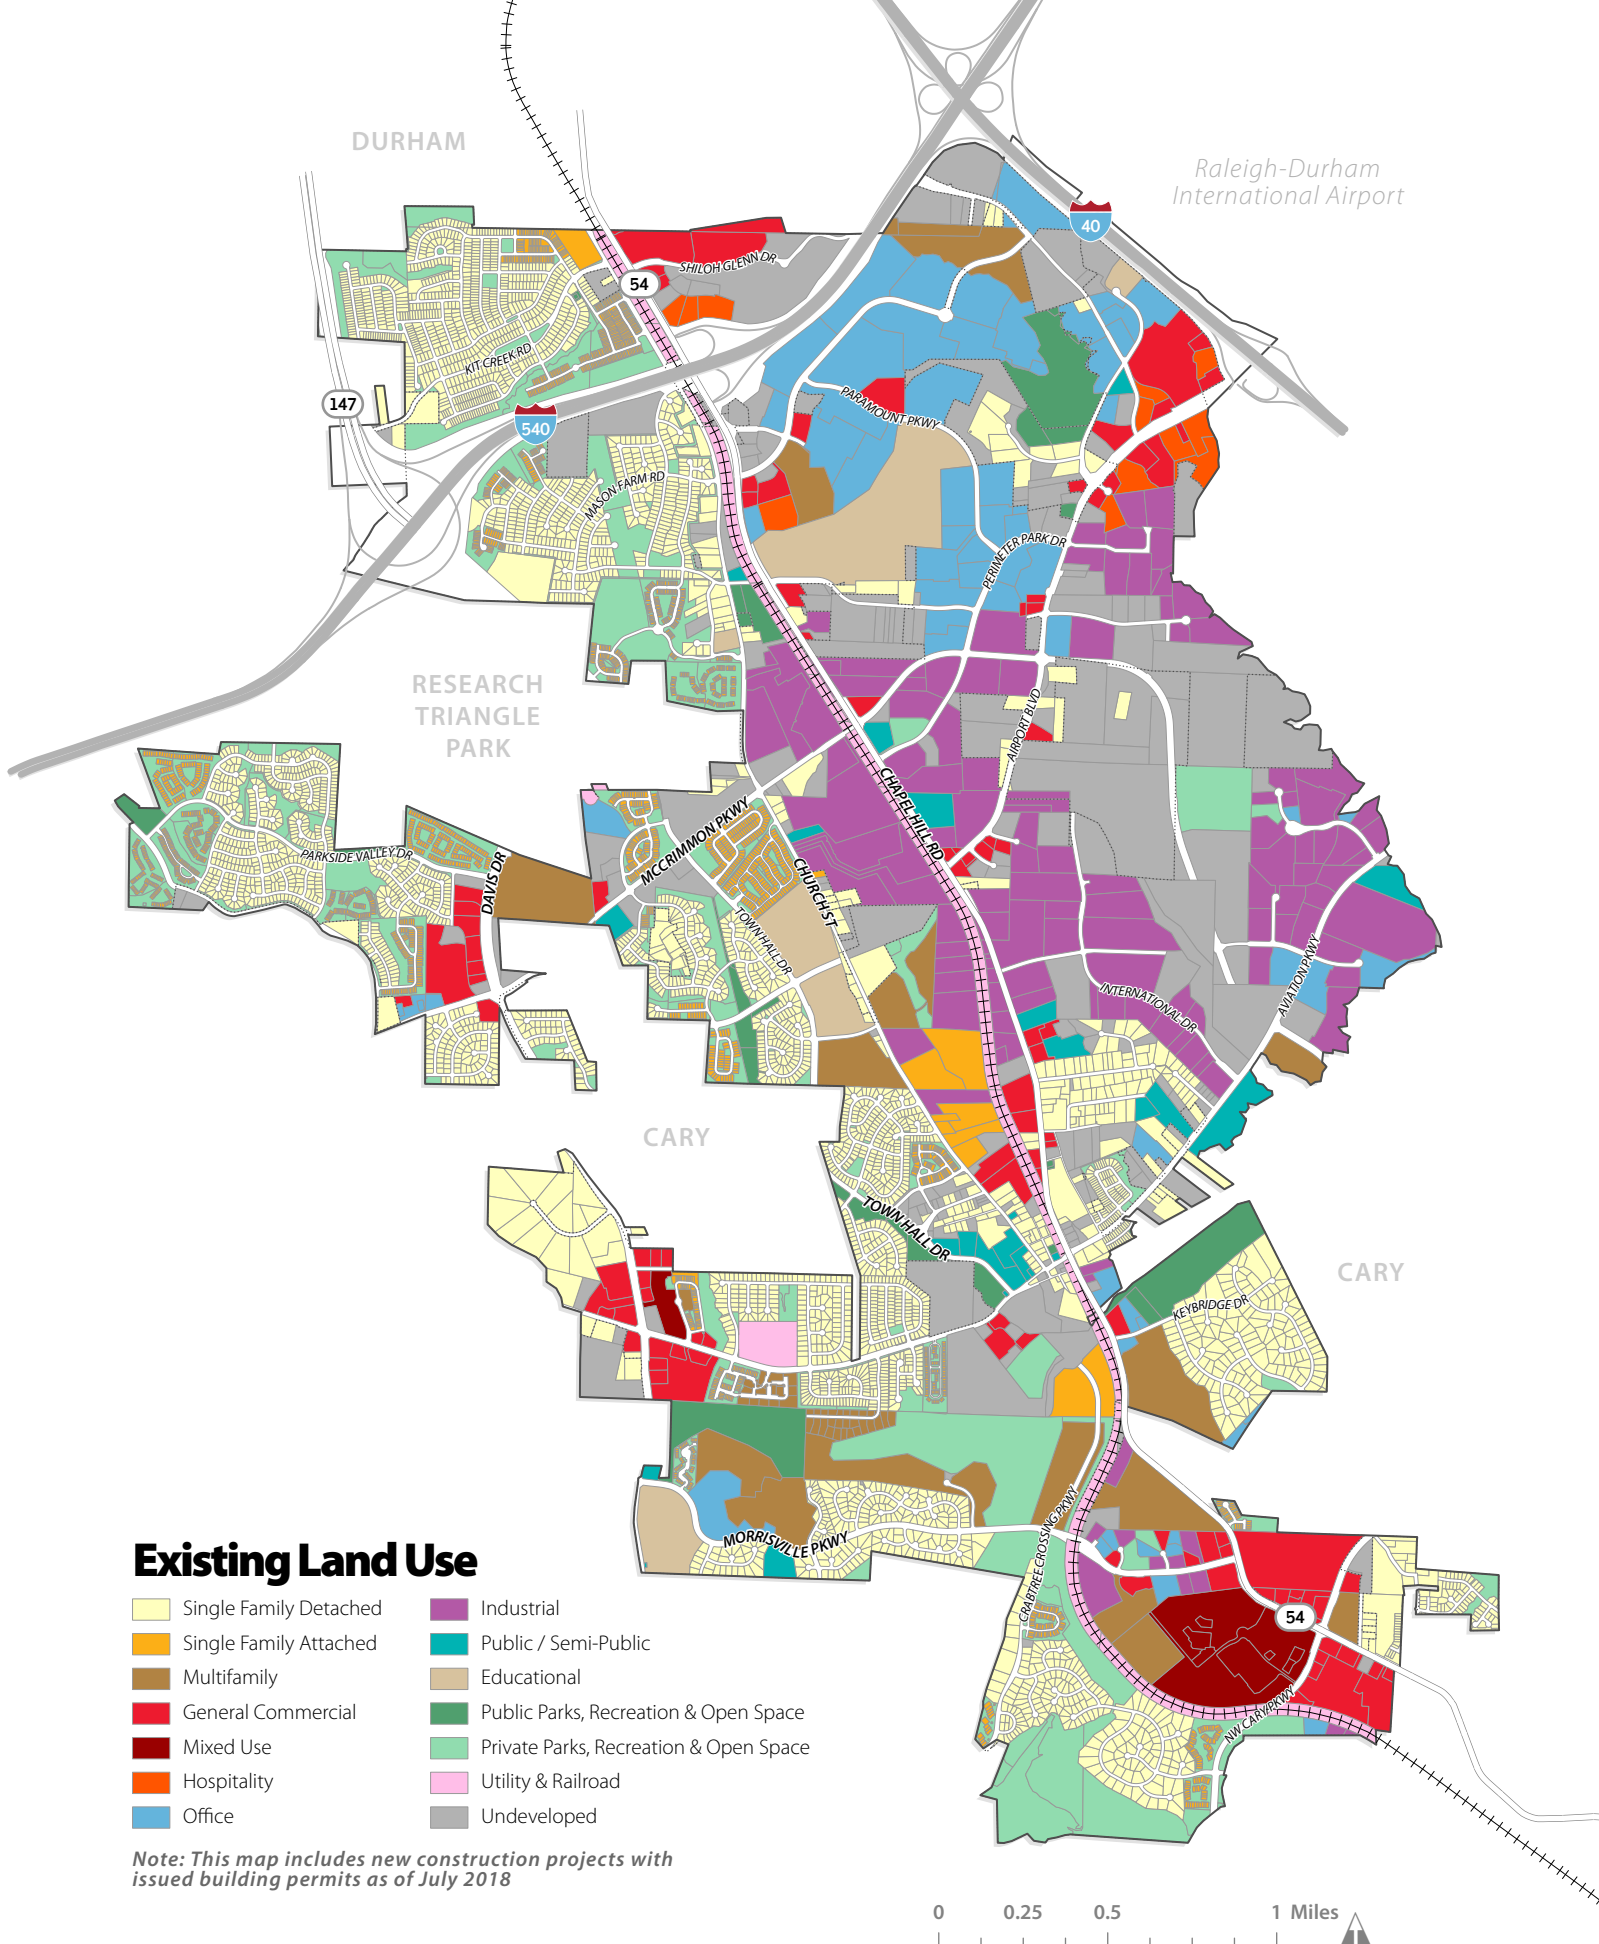 DURHAM
Raleigh-Durham
International Airport
40
SHILOH GLENN DR
54
KIT CREEK RD
147
540
PARAMOUNT PKWY
MASON FARM RD
PERIMETER PARK DR
RESEARCH
TRIANGLE
PARK
AIRPORT BLVD
CHAPEL HILL RD
MCCRIMMON PKWY
PARKSIDE VALLEY DR
DAVIS DR
CHURCH ST
TOWN HALL DR
AVIATION PKWY
INTERNATIONAL DR
CARY
TOWN HALL DR
CARY
KEYBRIDGE DR
CRABTREE CROSSING PKWY
MORRISVILLE PKWY
54
NW CARY PKWY
Existing Land Use
Single Family Detached
Single Family Attached
Multifamily
General Commercial
Mixed Use
Hospitality
Office
Industrial
Public / Semi-Public
Educational
Public Parks, Recreation & Open Space
Private Parks, Recreation & Open Space
Utility & Railroad
Undeveloped
Note: This map includes new construction projects with
issued building permits as of July 2018
0 0.25 0.5 1 Miles